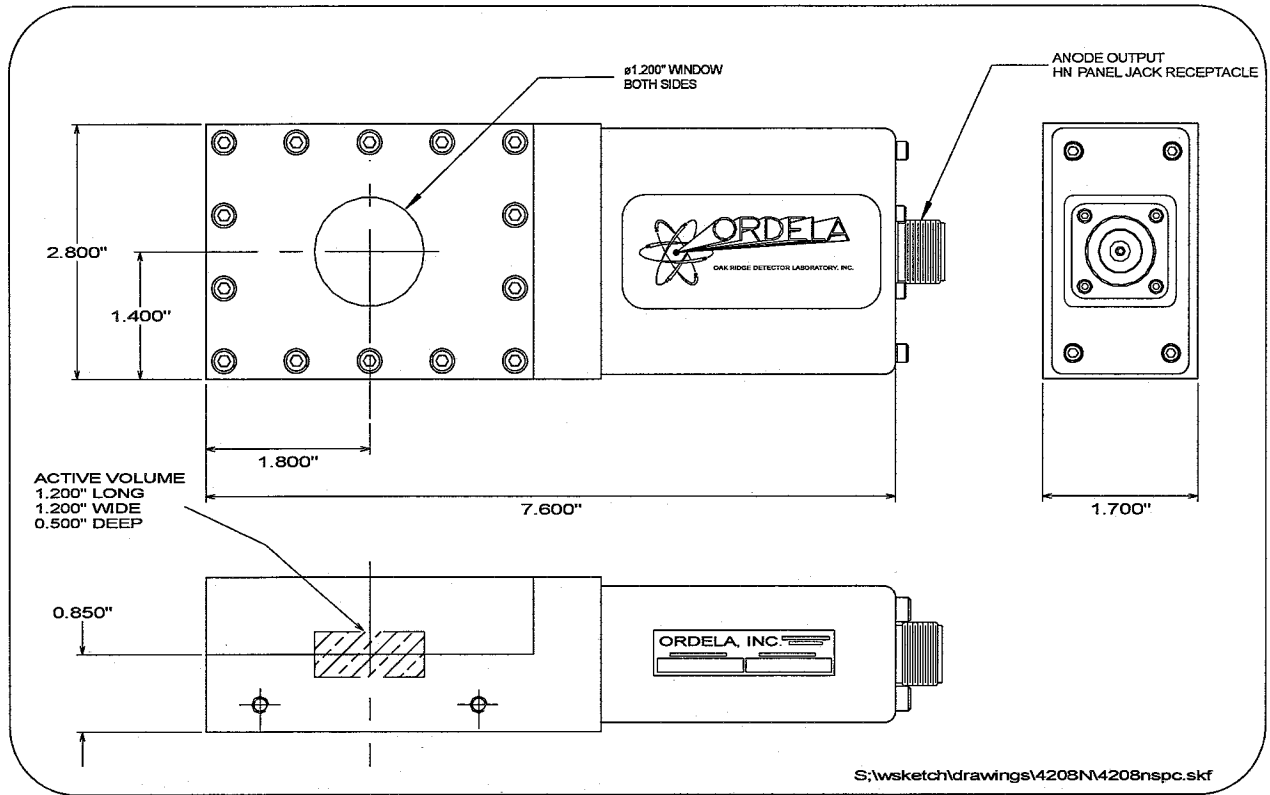 ø1.200" WINDOW
BOTH SIDES
ANODE OUTPUT
HN PANEL JACK RECEPTACLE
2.800"
1.400"
ORDELA
OAK RIDGE DETECTOR LABORATORY, INC.
1.800"
7.600"
1.700"
ACTIVE VOLUME
1.200" LONG
1.200" WIDE
0.500" DEEP
0.850"
ORDELA, INC.
S;\wsketch\drawings\4208N\4208nspc.skf